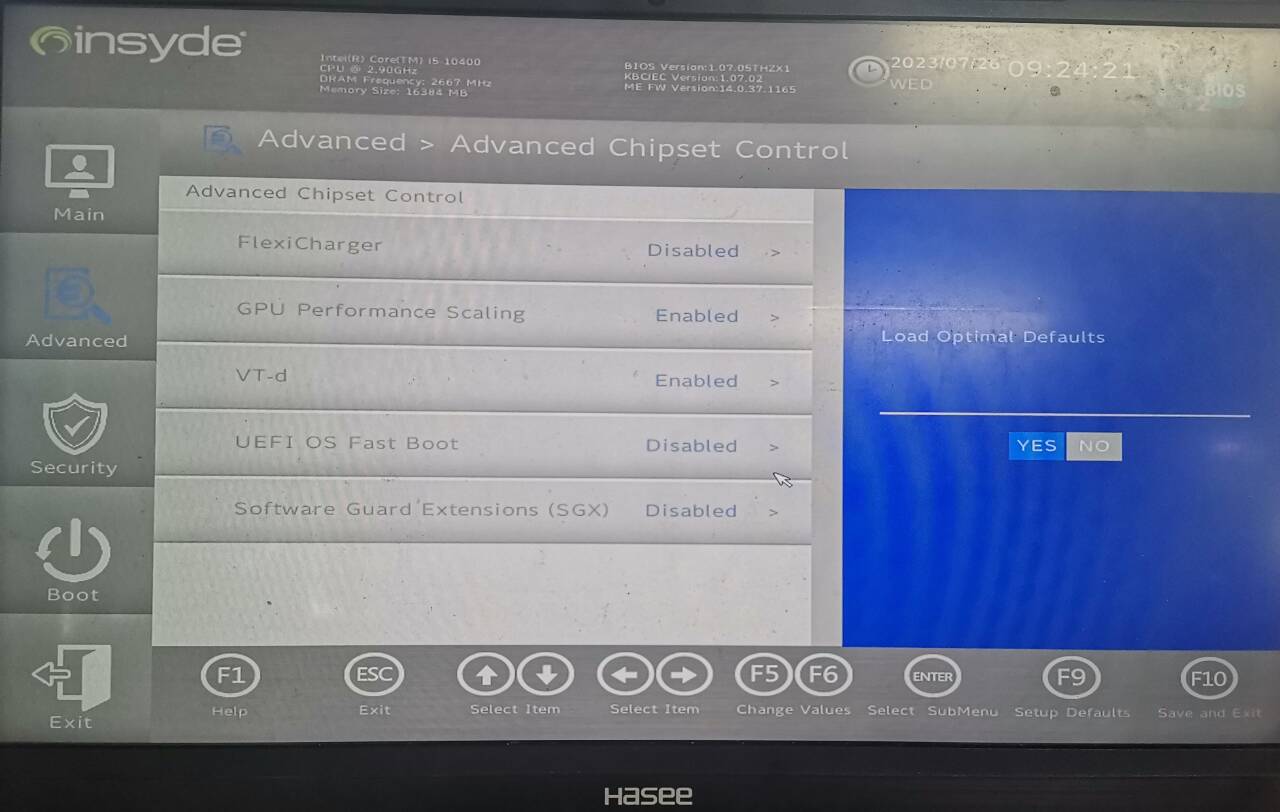 insyde
Intel(R) Core(TM) i5 10400
CPU @ 2.90GHz
DRAM Frequency: 2667 MHz
Memory Size: 16384 MB
BIOS Version:1.07.05THZX1
KBC/EC Version:1.07.02
ME FW Version:14.0.37.1165
2023/07/26 09:24:21
WED
BIOS
2
Advanced > Advanced Chipset Control
Main
Advanced
Security
Boot
Exit
Advanced Chipset Control
FlexiCharger Disabled >
GPU Performance Scaling Enabled >
VT-d Enabled >
UEFI OS Fast Boot Disabled >
Software Guard Extensions (SGX) Disabled >
Load Optimal Defaults
YES NO
F1 ESC F5 F6 ENTER F9 F10
Help Exit Select Item Select Item Change Values Select SubMenu Setup Defaults Save and Exit
Hasee